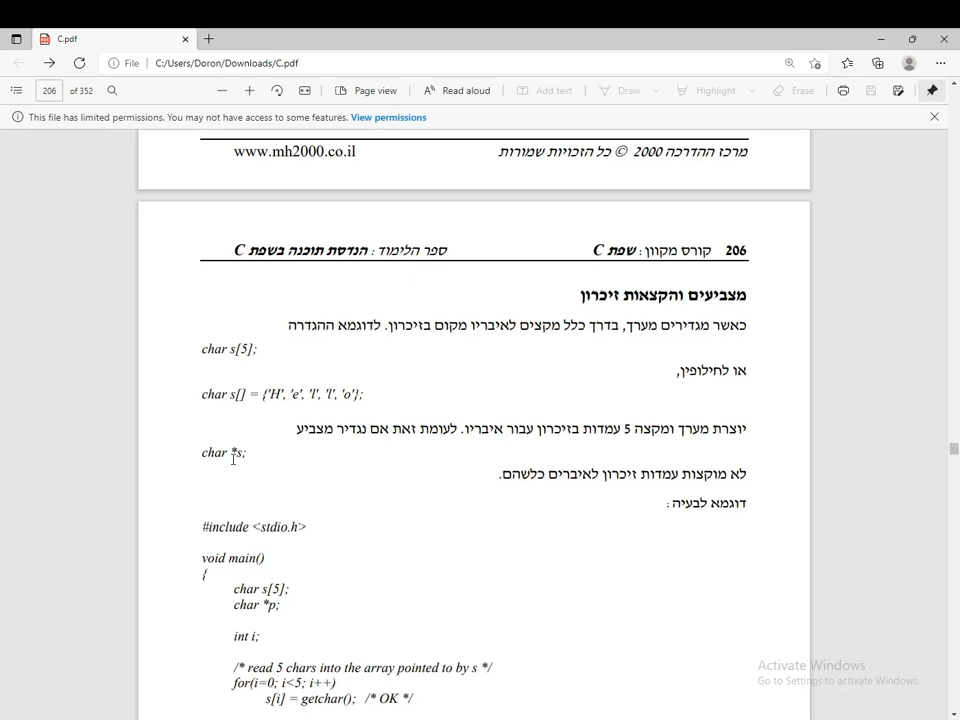 C.pdf
File C:/Users/Doron/Downloads/C.pdf
206 of 352 Page view Read aloud Add text Draw Highlight Erase
This file has limited permissions. You may not have access to some features. View permissions
מרכז ההדרכה 2000 © כל הזכויות שמורות www.mh2000.co.il
206 קורס מקוון: שפת C ספר הלימוד: הנדסת תוכנה בשפת C
מצביעים והקצאות זיכרון
כאשר מגדירים מערך, בדרך כלל מקצים לאיבריו מקום בזיכרון. לדוגמא ההגדרה
char s[5];
או לחילופין,
char s[] = {'H', 'e', 'l', 'l', 'o'};
יוצרת מערך ומקצה 5 עמדות בזיכרון עבור איבריו. לעומת זאת אם נגדיר מצביע
char *s;
לא מוקצות עמדות זיכרון לאיברים כלשהם.
דוגמא לבעיה:
#include <stdio.h>
void main()
{
char s[5];
char *p;
int i;
/* read 5 chars into the array pointed to by s */
for(i=0; i<5; i++)
s[i] = getchar(); /* OK */
Activate Windows
Go to Settings to activate Windows.